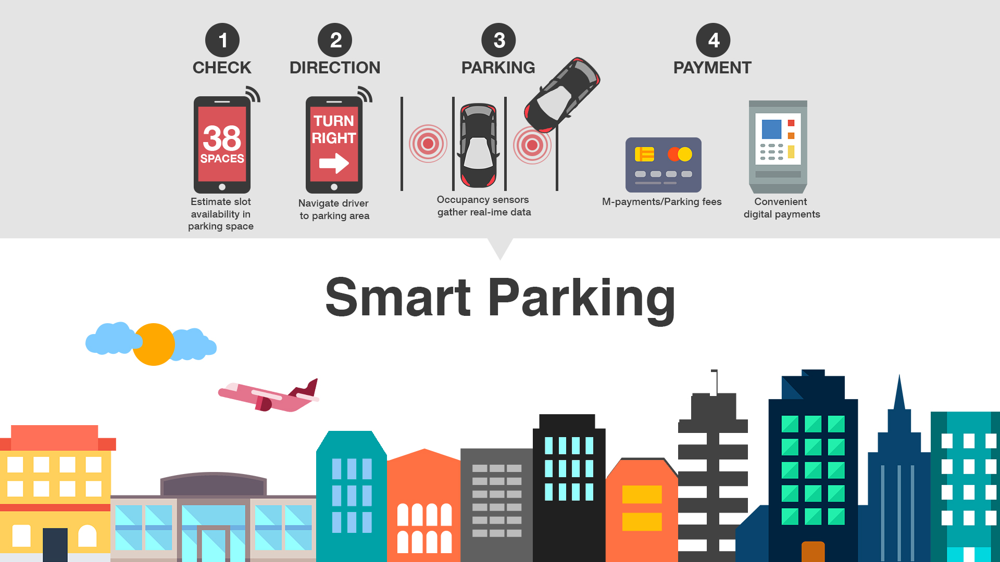 1
CHECK
38
SPACES
Estimate slot
availability in
parking space
2
DIRECTION
TURN
RIGHT
Navigate driver
to parking area
3
PARKING
Occupancy sensors
gather real-ime data
4
PAYMENT
M-payments/Parking fees
Convenient
digital payments
Smart Parking